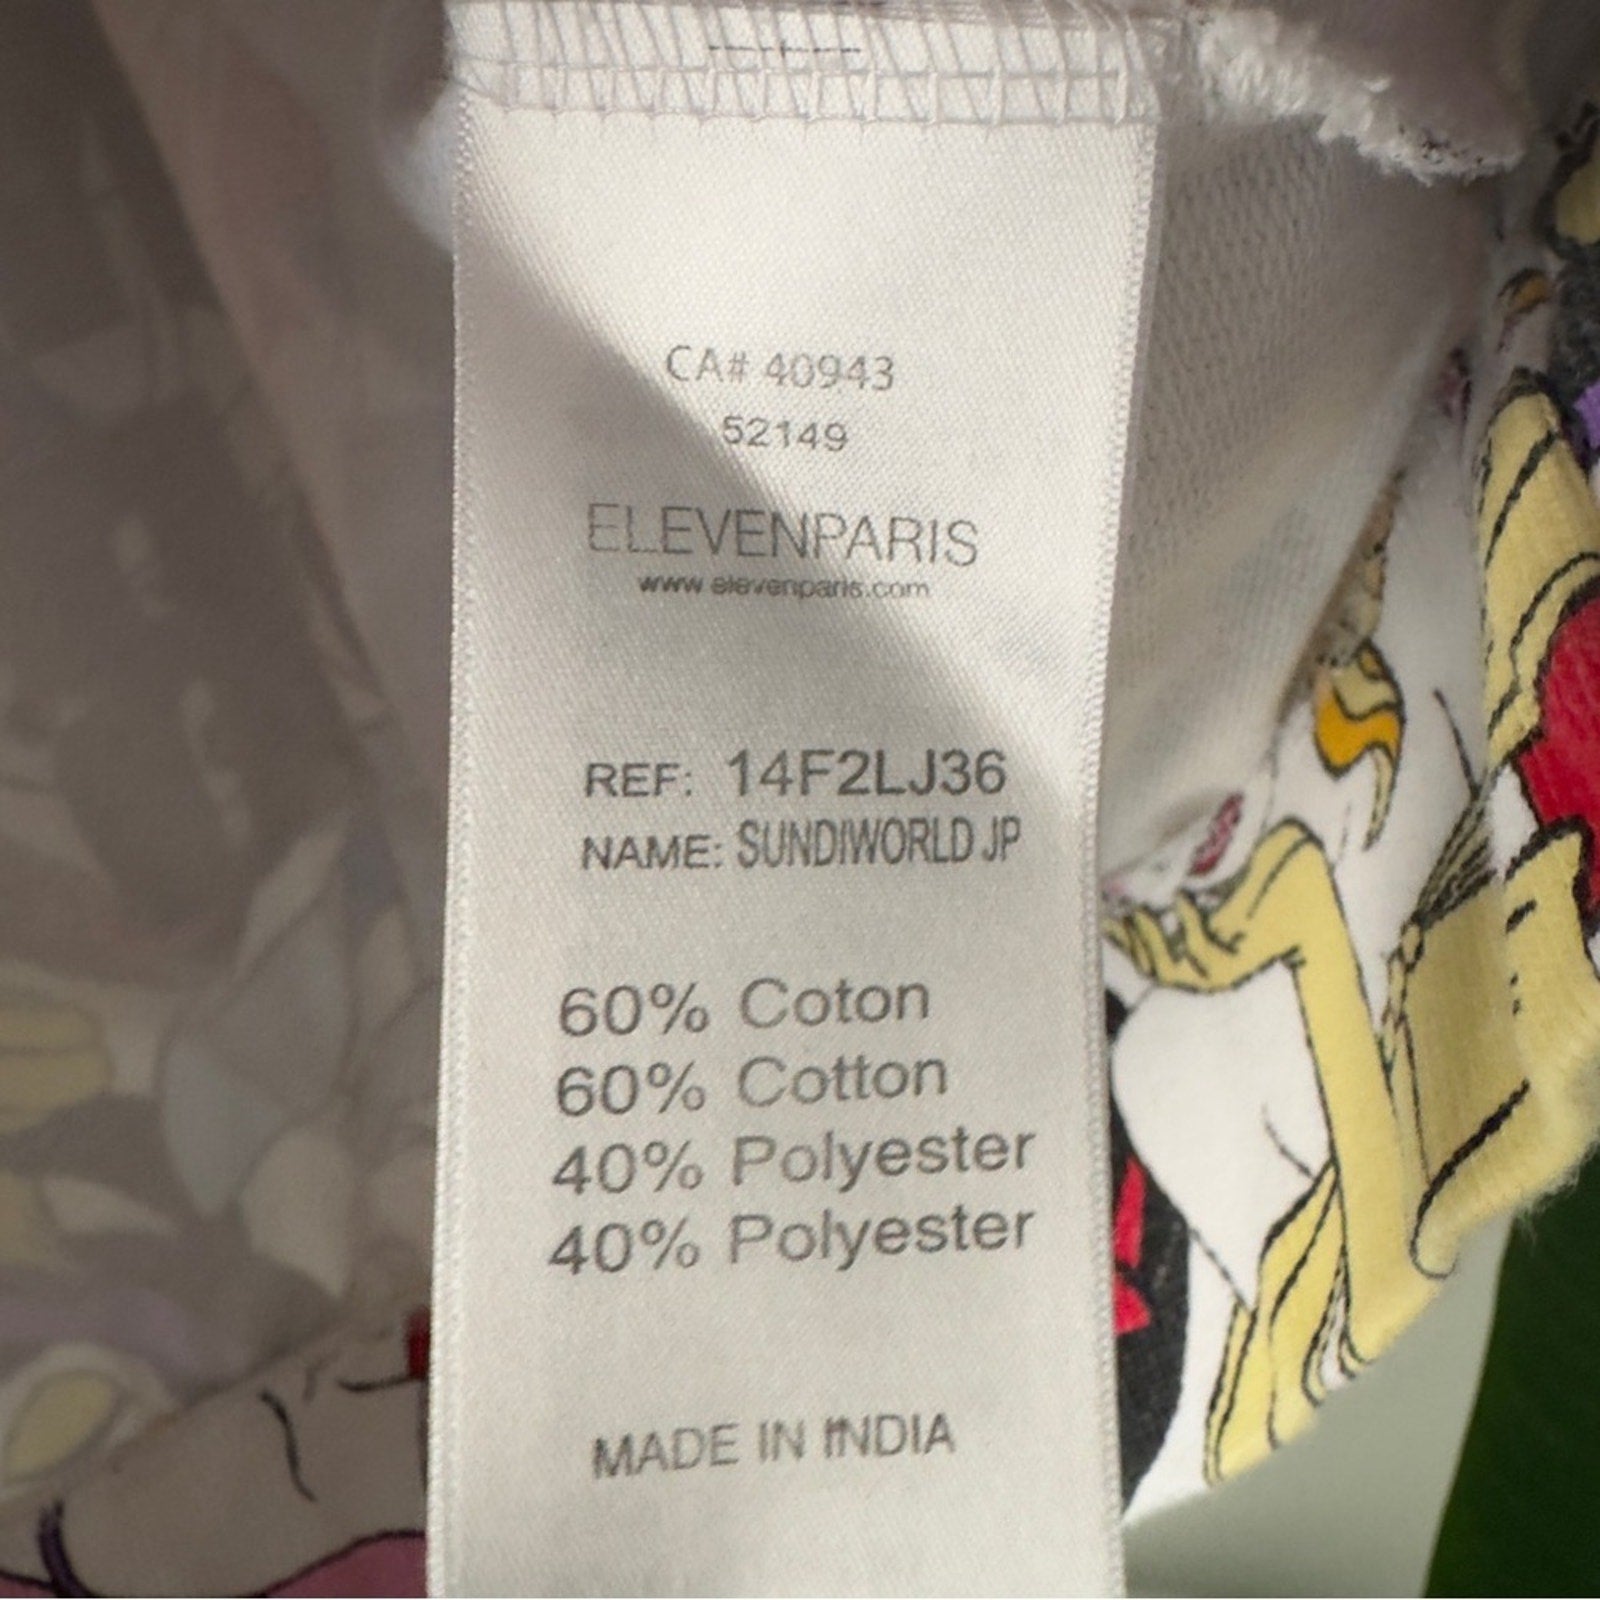 CA# 40943
52149
ELEVENPARIS
www.elevenparis.com
REF: 14F2LJ36
NAME: SUNDIWORLD JP
60% Coton
60% Cotton
40% Polyester
40% Polyester
MADE IN INDIA